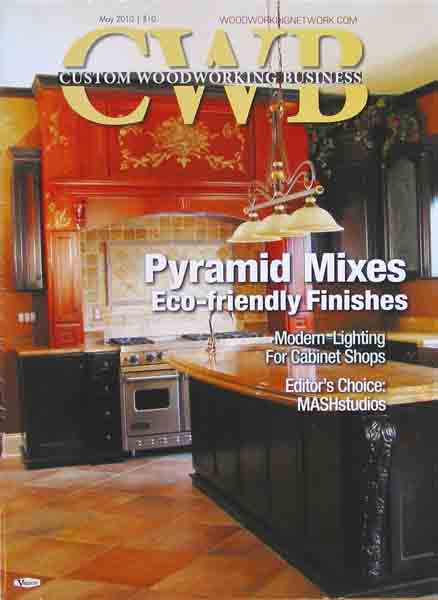 May 2010 | $10
WOODWORKINGNETWORK.COM
CWB
CUSTOM WOODWORKING BUSINESS
Pyramid Mixes
Eco-friendly Finishes
Modern Lighting
For Cabinet Shops
Editor's Choice:
MASHstudios
Vance